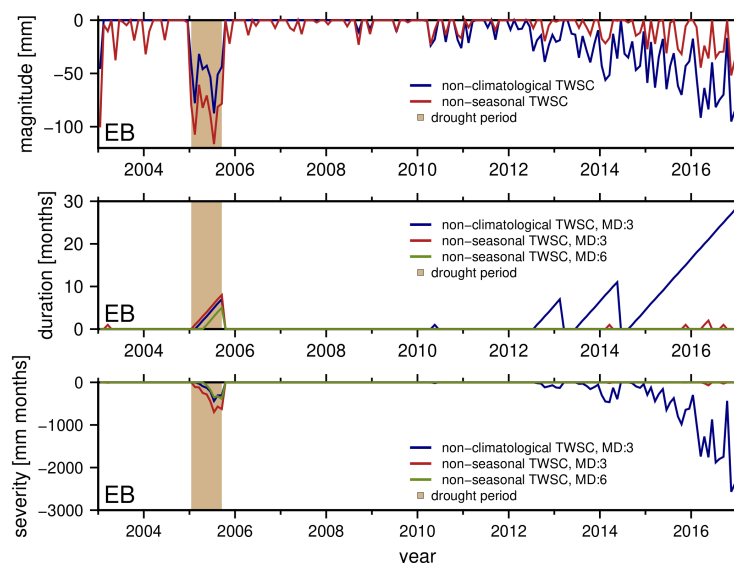 0
−50
−100
magnitude [mm]
non−climatological TWSC
non−seasonal TWSC
drought period
EB
2004 2006 2008 2010 2012 2014 2016
30
20
10
0
duration [months]
non−climatological TWSC, MD:3
non−seasonal TWSC, MD:3
non−seasonal TWSC, MD:6
drought period
EB
2004 2006 2008 2010 2012 2014 2016
0
−1000
−2000
−3000
severity [mm months]
non−climatological TWSC, MD:3
non−seasonal TWSC, MD:3
non−seasonal TWSC, MD:6
drought period
EB
2004 2006 2008 2010 2012 2014 2016
year